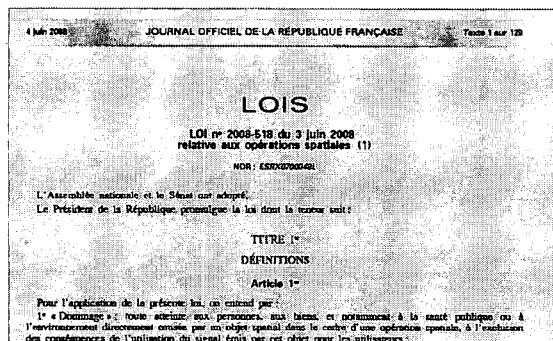 4 juin 2008
JOURNAL OFFICIEL DE LA RÉPUBLIQUE FRANÇAISE
Texte 1 sur 129
LOIS
LOI nº 2008-518 du 3 juin 2008
relative aux opérations spatiales (1)
NOR : ESRX0700048L
L'Assemblée nationale et le Sénat ont adopté,
Le Président de la République promulgue la loi dont la teneur suit :
TITRE Iᵉʳ
DÉFINITIONS
Article 1ᵉʳ
Pour l'application de la présente loi, on entend par :
1º « Dommage » : toute atteinte aux personnes, aux biens, et notamment à la santé publique ou à
l'environnement directement causée par un objet spatial dans le cadre d'une opération spatiale, à l'exclusion
des conséquences de l'utilisation du signal émis par cet objet pour les utilisateurs ;